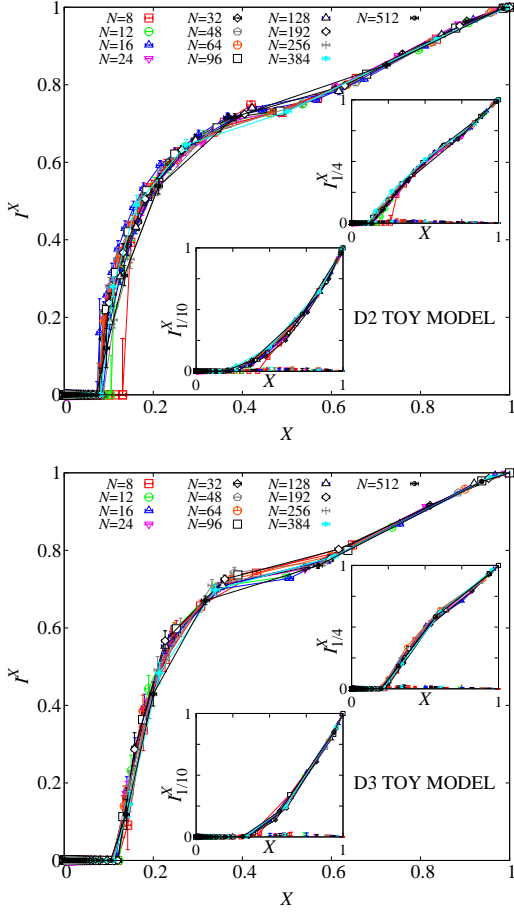 N=8 N=32 N=128 N=512
N=12 N=48 N=192
N=16 N=64 N=256
N=24 N=96 N=384
1
0.8
0.6
0.4
0.2
0
I^X
0 0.2 0.4 0.6 0.8 1
X
1
0
I^X_{1/4}
0 X 1
1
0
I^X_{1/10}
0 X 1
D2 TOY MODEL
N=8 N=32 N=128 N=512
N=12 N=48 N=192
N=16 N=64 N=256
N=24 N=96 N=384
1
0.8
0.6
0.4
0.2
0
I^X
0 0.2 0.4 0.6 0.8 1
X
1
0
I^X_{1/4}
0 X 1
1
0
I^X_{1/10}
0 X 1
D3 TOY MODEL